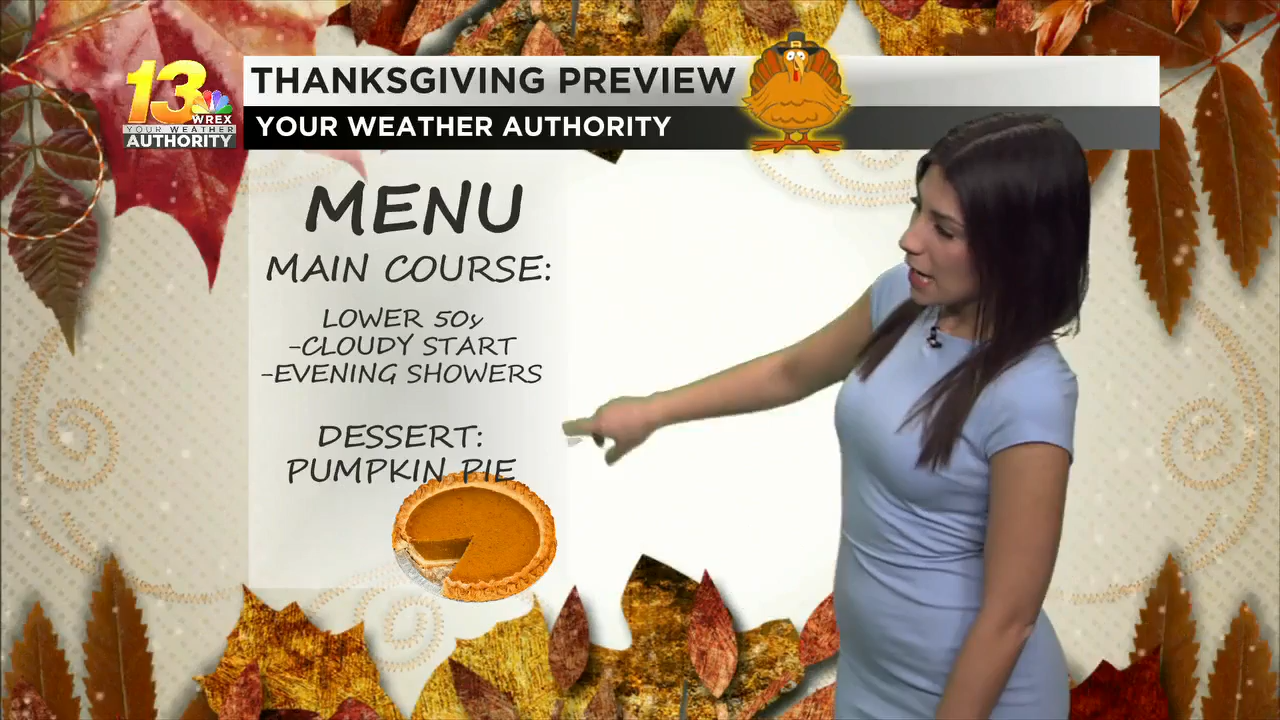 13
WREX
YOUR WEATHER
AUTHORITY
THANKSGIVING PREVIEW
YOUR WEATHER AUTHORITY
MENU
MAIN COURSE:
LOWER 50s
-CLOUDY START
-EVENING SHOWERS
DESSERT:
PUMPKIN PIE